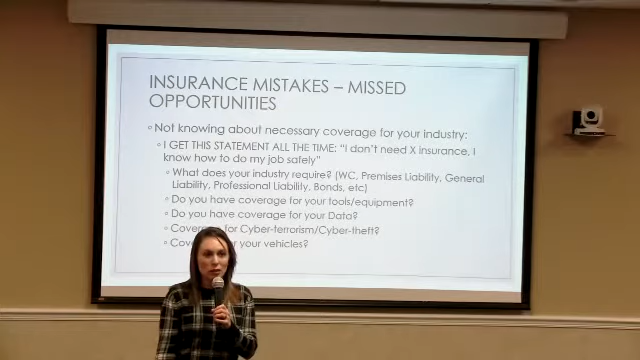 INSURANCE MISTAKES – MISSED
OPPORTUNITIES
Not knowing about necessary coverage for your industry:
I GET THIS STATEMENT ALL THE TIME: “I don’t need X insurance, I
know how to do my job safely”
What does your industry require? (WC, Premises Liability, General
Liability, Professional Liability, Bonds, etc)
Do you have coverage for your tools/equipment?
Do you have coverage for your Data?
for Cyber-terrorism/Cyber-theft?
your vehicles?